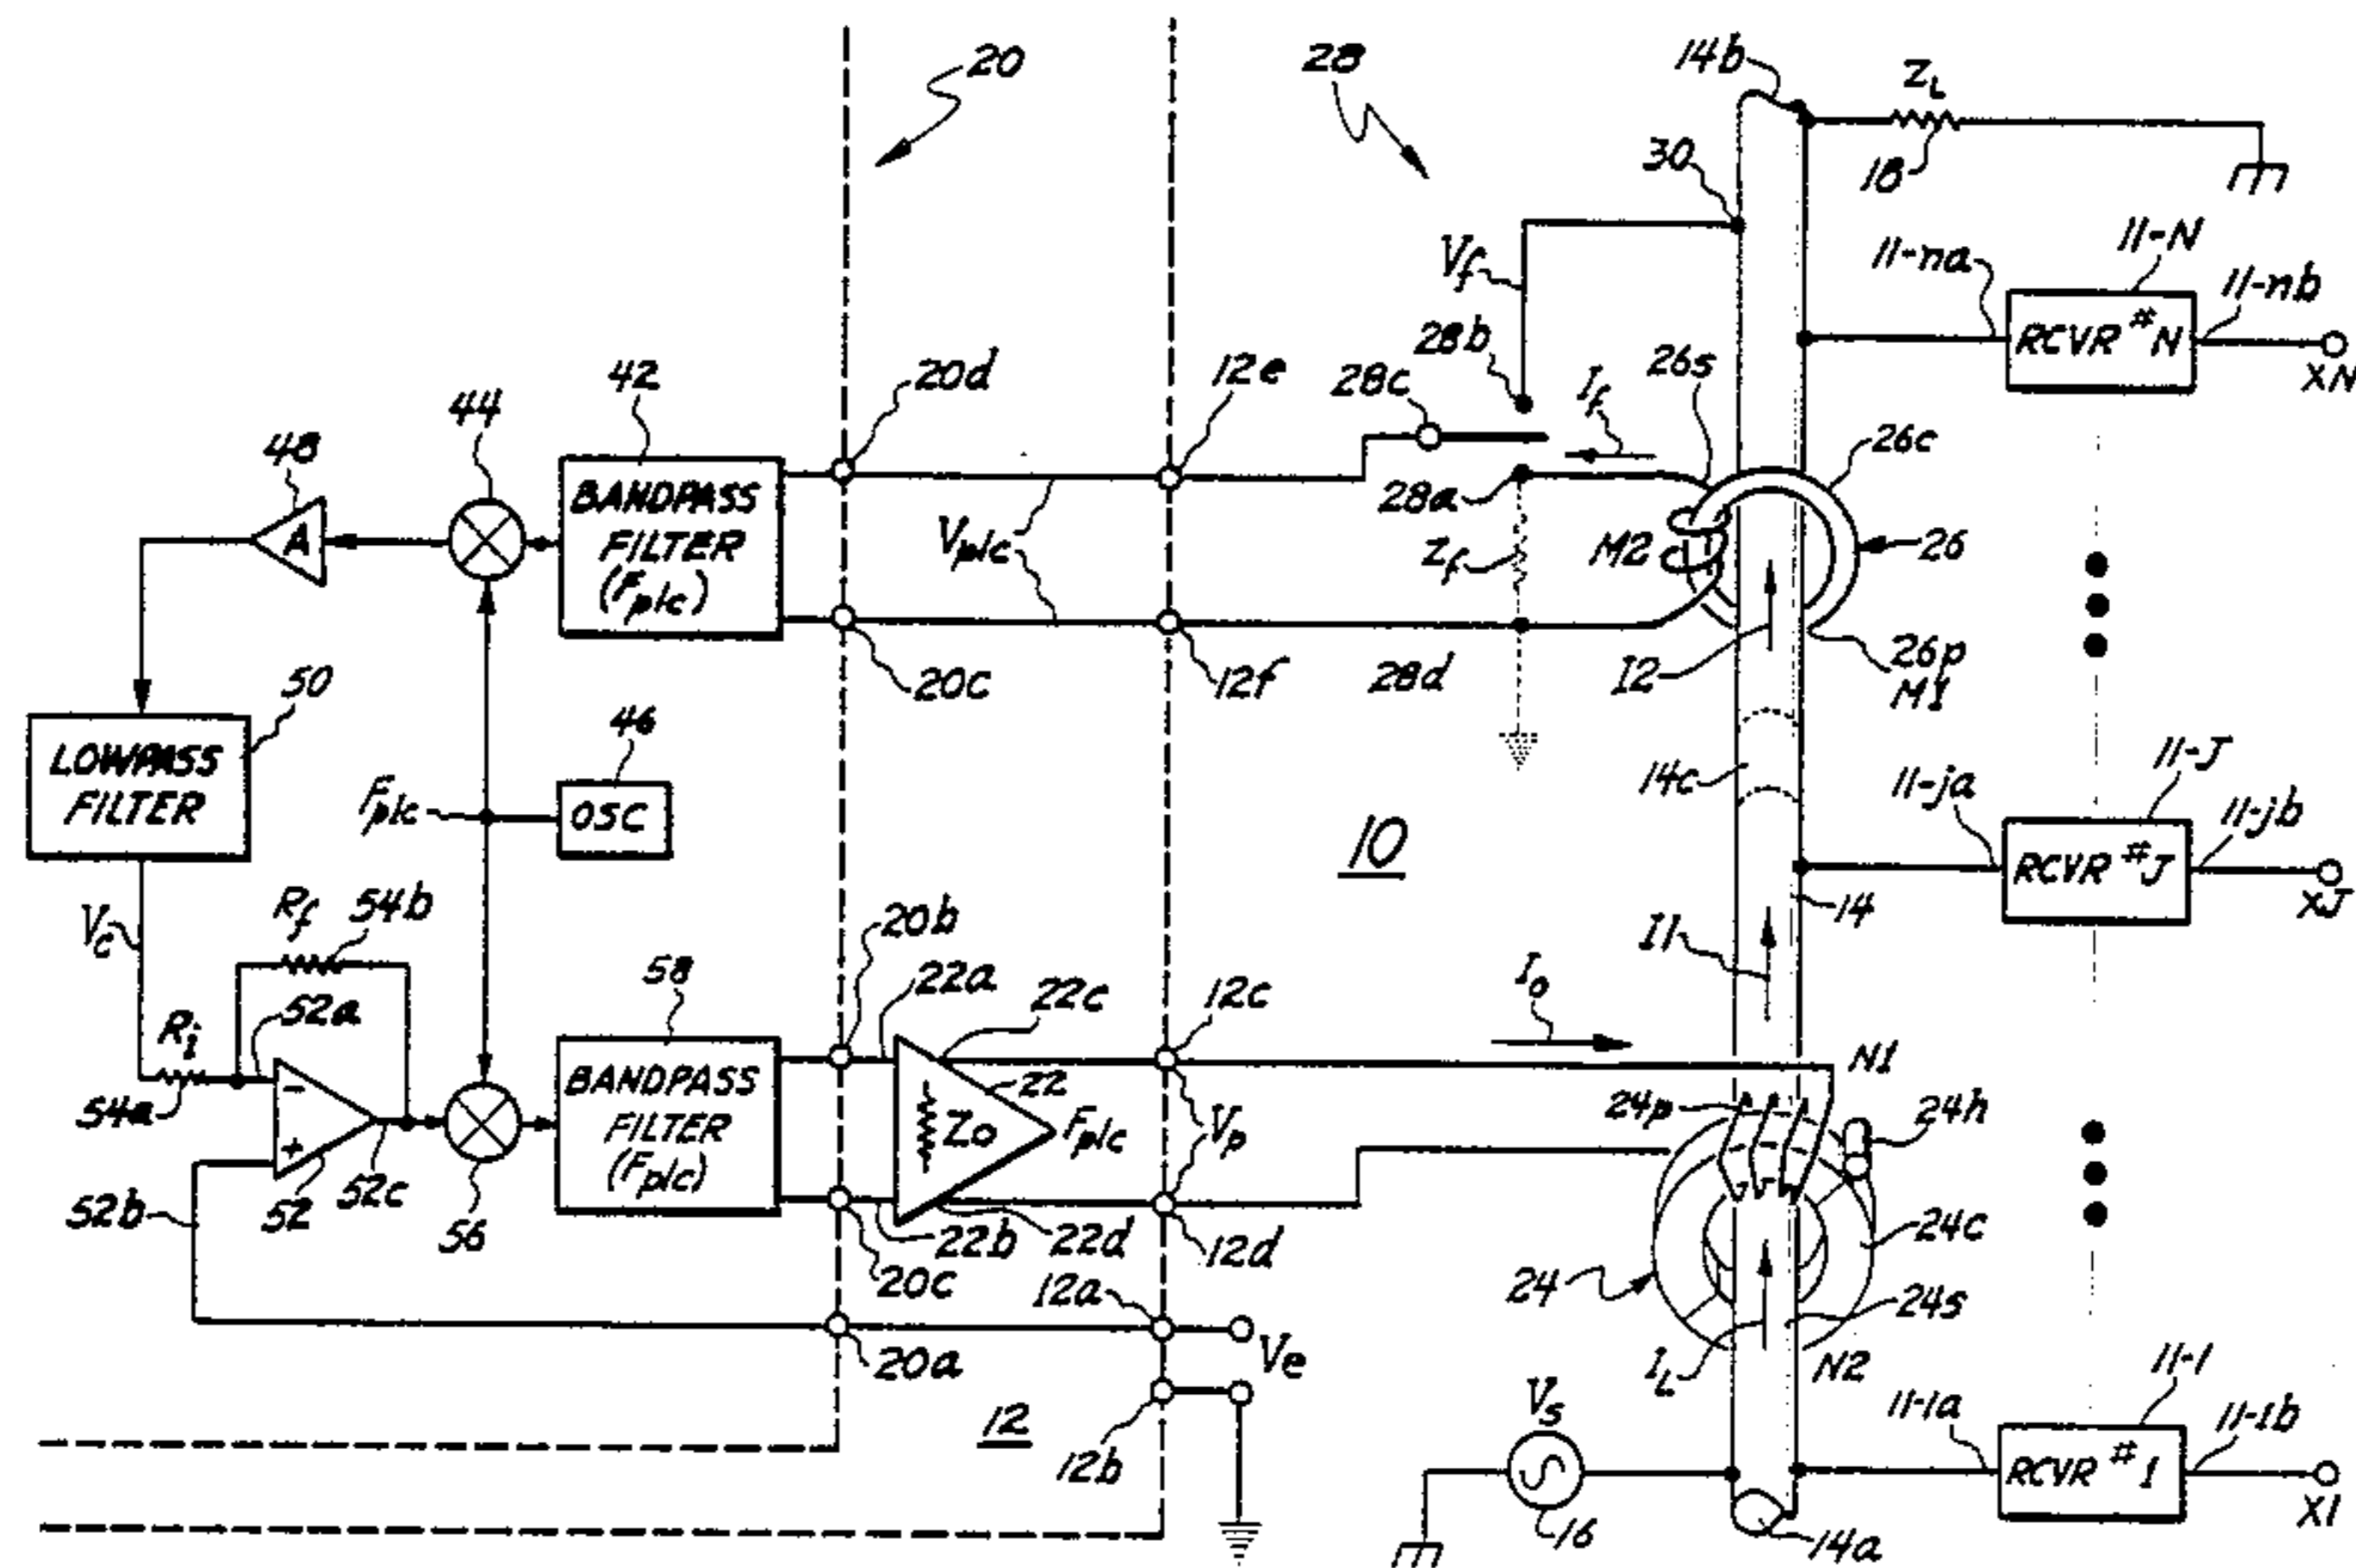 20
28
14b
ZL
30
18
11-N
11-na
11-nb
RCVR #N
XN
Vf
28b
26s
If
26c
28c
28a
Zf
M2
26
I2
26p
M1
28d
42
20d
12e
44
48
A
BANDPASS
FILTER
(Fplc)
Vplc
20c
12f
50
LOWPASS
FILTER
46
OSC
Fplc
14c
10
11-J
11-ja
11-jb
RCVR #J
XJ
14
I1
Vc
Rf
54b
52a
Ri
54a
-
+
52
52c
52b
56
58
BANDPASS
FILTER
(Fplc)
20b
22a
22c
12c
22
Zo
Fplc
Vp
Io
N1
24p
24h
24c
22b
22d
12d
20c
12a
24
24s
20a
Ve
IL
N2
12
12b
Vs
16
14a
11-1
11-1a
11-1b
RCVR #1
X1